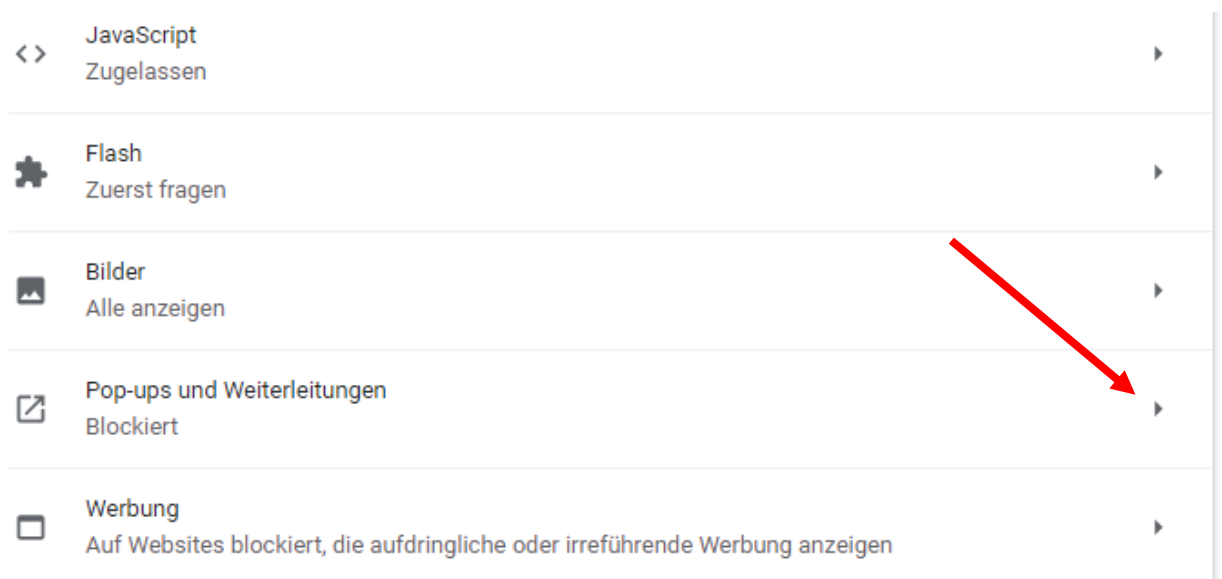 JavaScript
Zugelassen
Flash
Zuerst fragen
Bilder
Alle anzeigen
Pop-ups und Weiterleitungen
Blockiert
Werbung
Auf Websites blockiert, die aufdringliche oder irreführende Werbung anzeigen